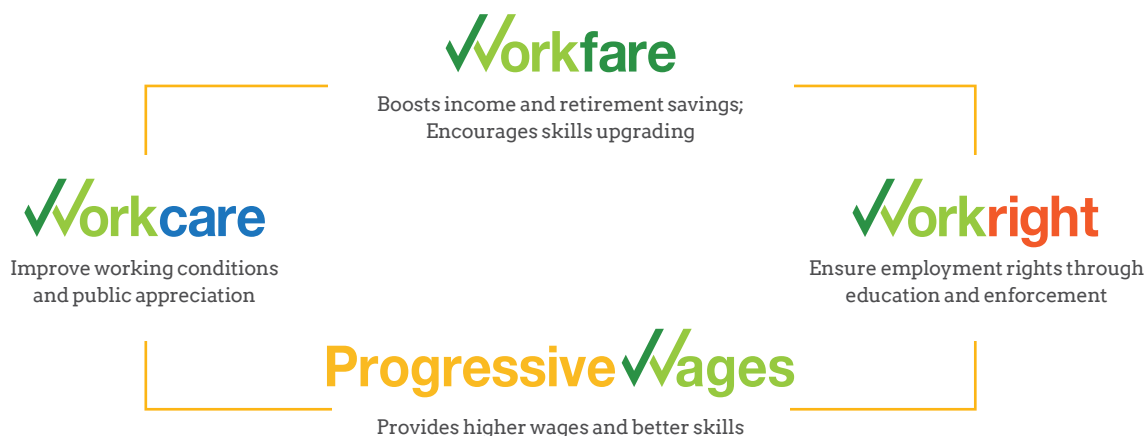 Workfare
Boosts income and retirement savings;
Encourages skills upgrading
Workcare
Improve working conditions
and public appreciation
Workright
Ensure employment rights through
education and enforcement
Progressive Wages
Provides higher wages and better skills